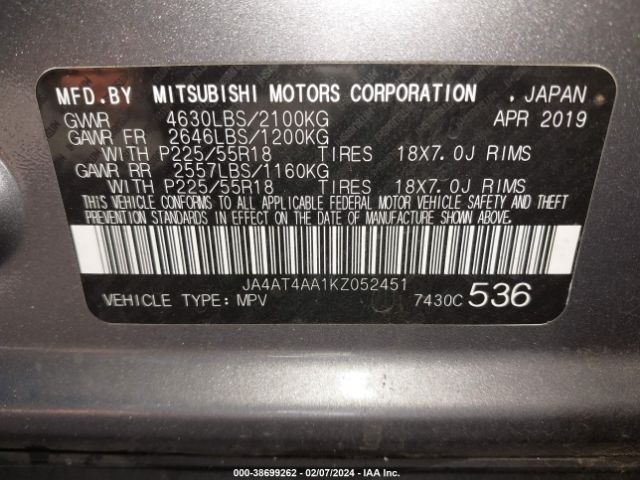 MFD.BY MITSUBISHI MOTORS CORPORATION . JAPAN
GVWR 4630LBS/2100KG APR 2019
GAWR FR 2646LBS/1200KG
WITH P225/55R18 TIRES 18X7.0J RIMS
GAWR RR 2557LBS/1160KG
WITH P225/55R18 TIRES 18X7.0J RIMS
THIS VEHICLE CONFORMS TO ALL APPLICABLE FEDERAL MOTOR VEHICLE SAFETY AND THEFT
PREVENTION STANDARDS IN EFFECT ON THE DATE OF MANUFACTURE SHOWN ABOVE.
JA4AT4AA1KZ052451
VEHICLE TYPE: MPV 7430C 536
000-38699262 - 02/07/2024 - IAA Inc.